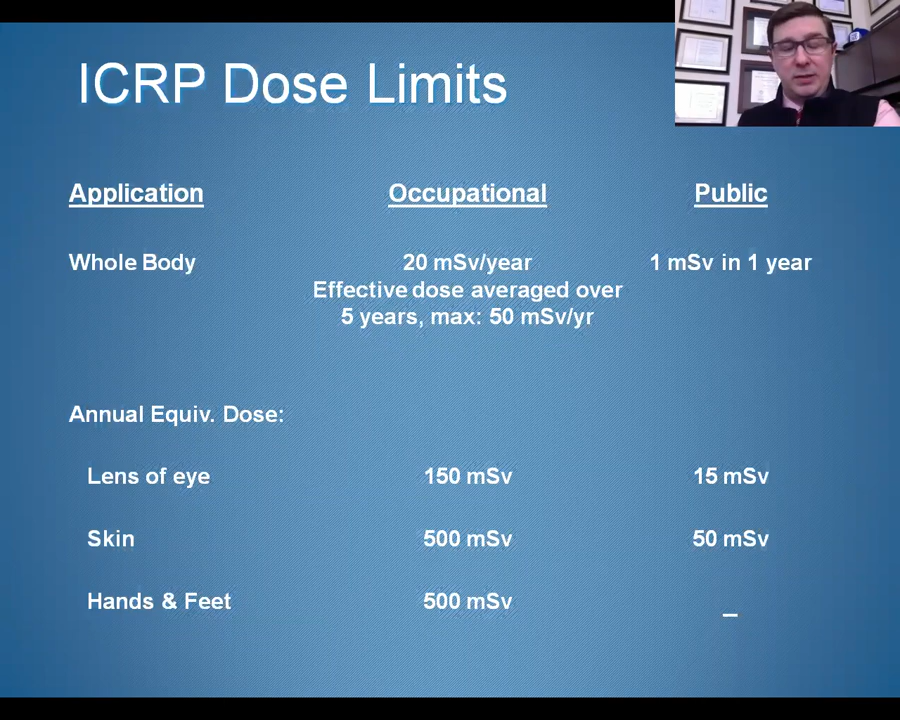 ICRP Dose Limits
Application Occupational Public
Whole Body 20 mSv/year 1 mSv in 1 year
Effective dose averaged over
5 years, max: 50 mSv/yr
Annual Equiv. Dose:
Lens of eye 150 mSv 15 mSv
Skin 500 mSv 50 mSv
Hands & Feet 500 mSv _